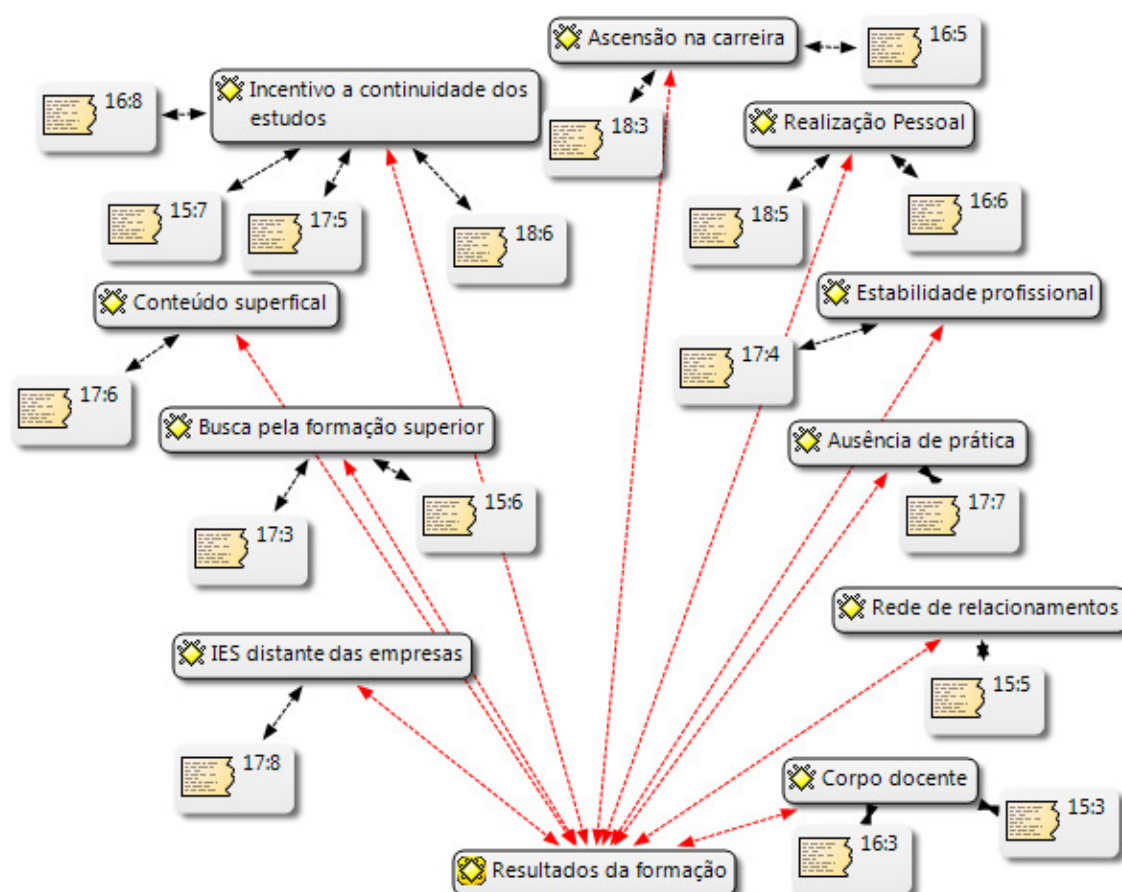 Ascensão na carreira
16:5
Incentivo a continuidade dos
estudos
16:8
18:3
Realização Pessoal
15:7
17:5
18:6
18:5
16:6
Conteúdo superfical
Estabilidade profissional
17:6
17:4
Busca pela formação superior
Ausência de prática
17:3
15:6
17:7
Rede de relacionamentos
IES distante das empresas
15:5
17:8
Corpo docente
15:3
16:3
Resultados da formação